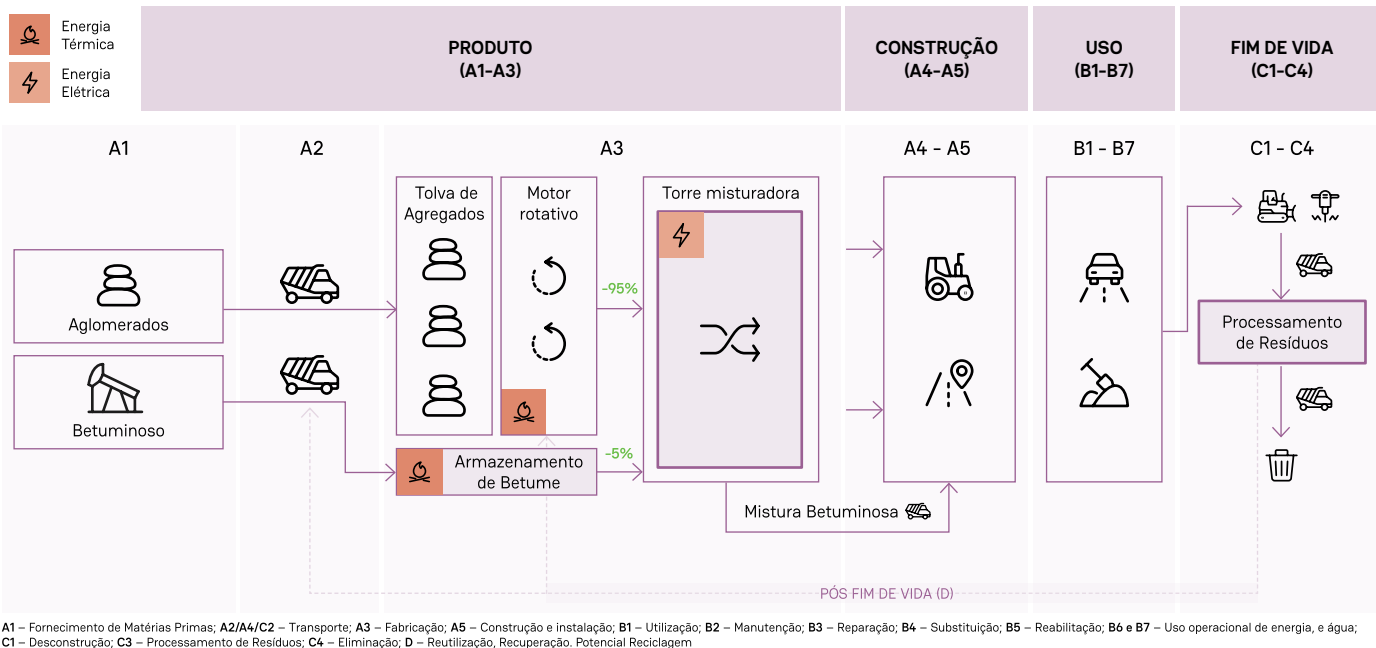 Energia
Térmica
Energia
Elétrica
PRODUTO
(A1-A3)
CONSTRUÇÃO
(A4-A5)
USO
(B1-B7)
FIM DE VIDA
(C1-C4)
A1
A2
A3
A4 - A5
B1 - B7
C1 - C4
Aglomerados
Betuminoso
Tolva de
Agregados
Motor
rotativo
-95%
Armazenamento
de Betume
-5%
Torre misturadora
Mistura Betuminosa
Processamento
de Resíduos
PÓS FIM DE VIDA (D)
A1 – Fornecimento de Matérias Primas; A2/A4/C2 – Transporte; A3 – Fabricação; A5 – Construção e instalação; B1 – Utilização; B2 – Manutenção; B3 – Reparação; B4 – Substituição; B5 – Reabilitação; B6 e B7 – Uso operacional de energia, e água;
C1 – Desconstrução; C3 – Processamento de Resíduos; C4 – Eliminação; D – Reutilização, Recuperação. Potencial Reciclagem